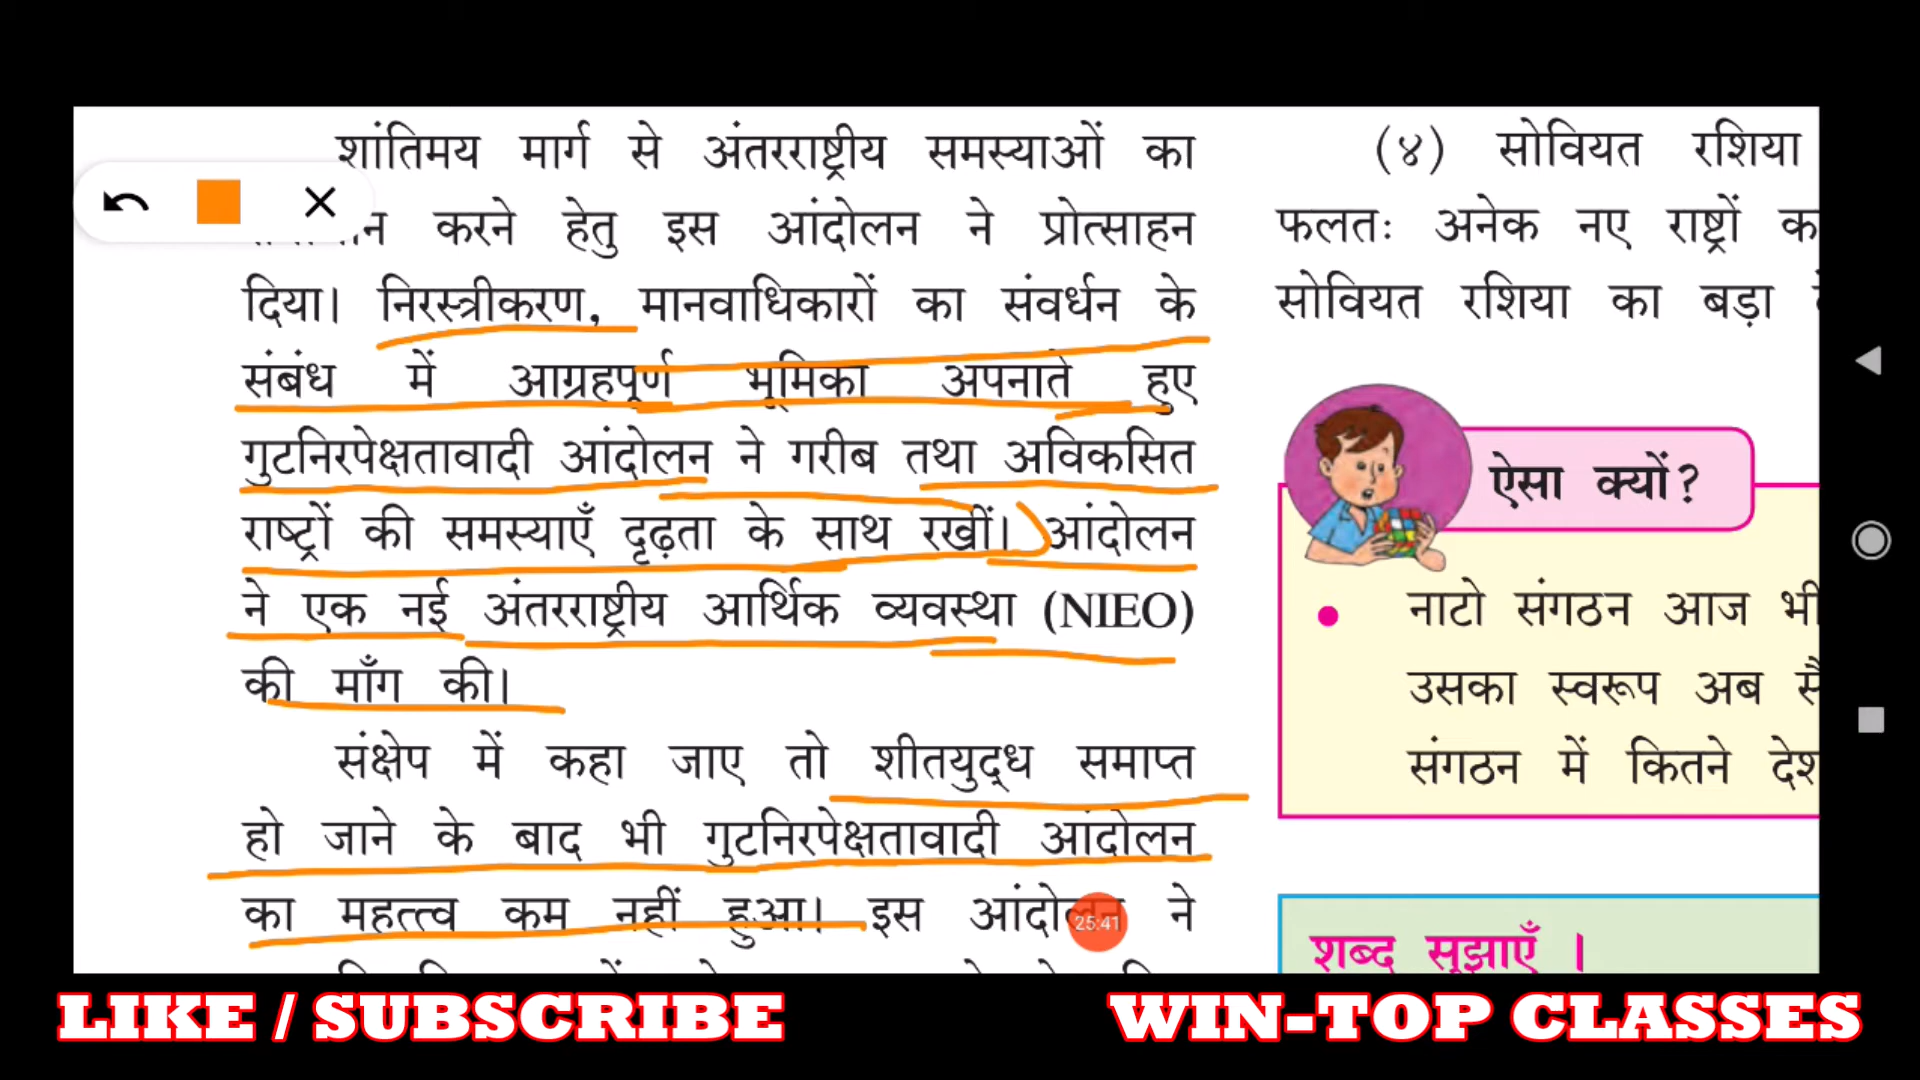 शांतिमय मार्ग से अंतरराष्ट्रीय समस्याओं का
करने हेतु इस आंदोलन ने प्रोत्साहन
दिया। निरस्त्रीकरण, मानवाधिकारों का संवर्धन के
संबंध में आग्रहपूर्ण भूमिका अपनाते हुए
गुटनिरपेक्षतावादी आंदोलन ने गरीब तथा अविकसित
राष्ट्रों की समस्याएँ दृढ़ता के साथ रखीं। आंदोलन
ने एक नई अंतरराष्ट्रीय आर्थिक व्यवस्था (NIEO)
की माँग की।
संक्षेप में कहा जाए तो शीतयुद्ध समाप्त
हो जाने के बाद भी गुटनिरपेक्षतावादी आंदोलन
का महत्त्व कम नहीं हुआ। इस आंदोलन ने
25:41
(४) सोवियत रशिया
फलतः अनेक नए राष्ट्रों
सोवियत रशिया का बड़ा
ऐसा क्यों?
• नाटो संगठन आज भी
उसका स्वरूप अब
संगठन में कितने देश
शब्द सुझाएँ ।
LIKE / SUBSCRIBE
WIN-TOP CLASSES